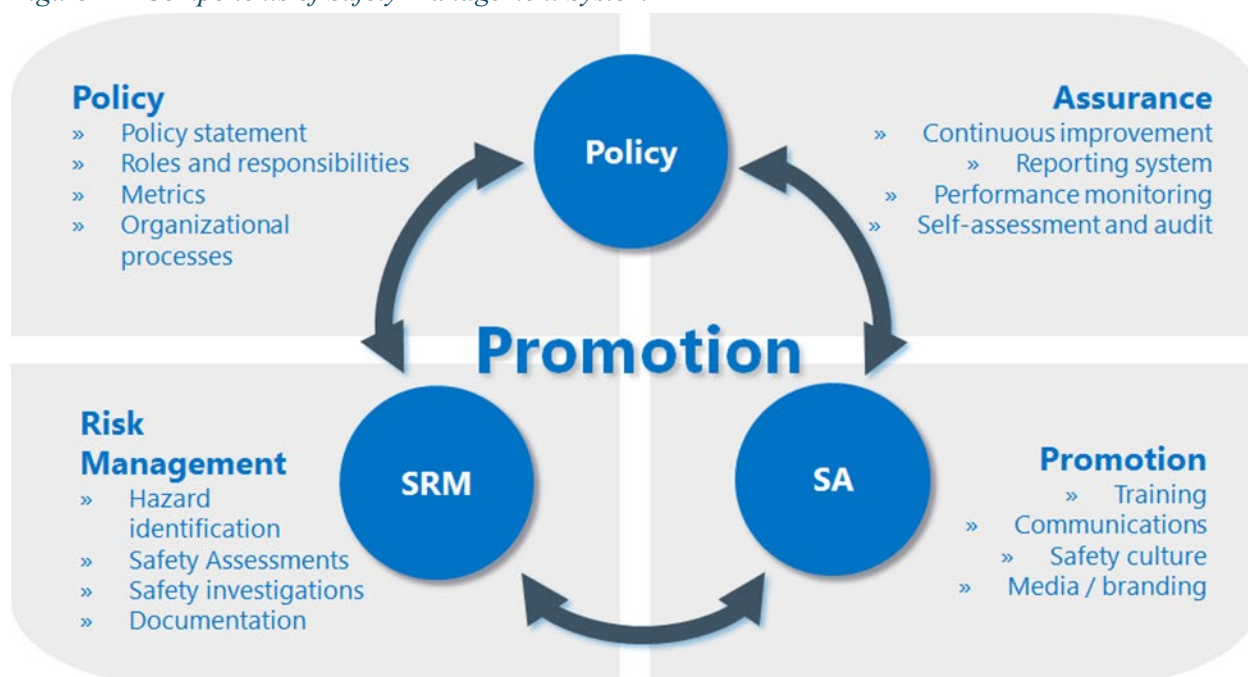 Policy
» Policy statement
» Roles and responsibilities
» Metrics
» Organizational
processes
Policy
Assurance
» Continuous improvement
» Reporting system
» Performance monitoring
» Self-assessment and audit
Promotion
Risk
Management
» Hazard
identification
» Safety Assessments
» Safety investigations
» Documentation
SRM
SA
Promotion
» Training
» Communications
» Safety culture
» Media / branding